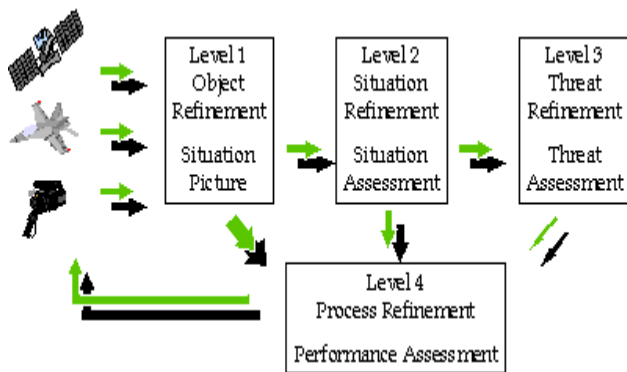 Level 1
Object
Refinement
Situation
Picture
Level 2
Situation
Refinement
Situation
Assessment
Level 3
Threat
Refinement
Threat
Assessment
Level 4
Process Refinement
Performance Assessment